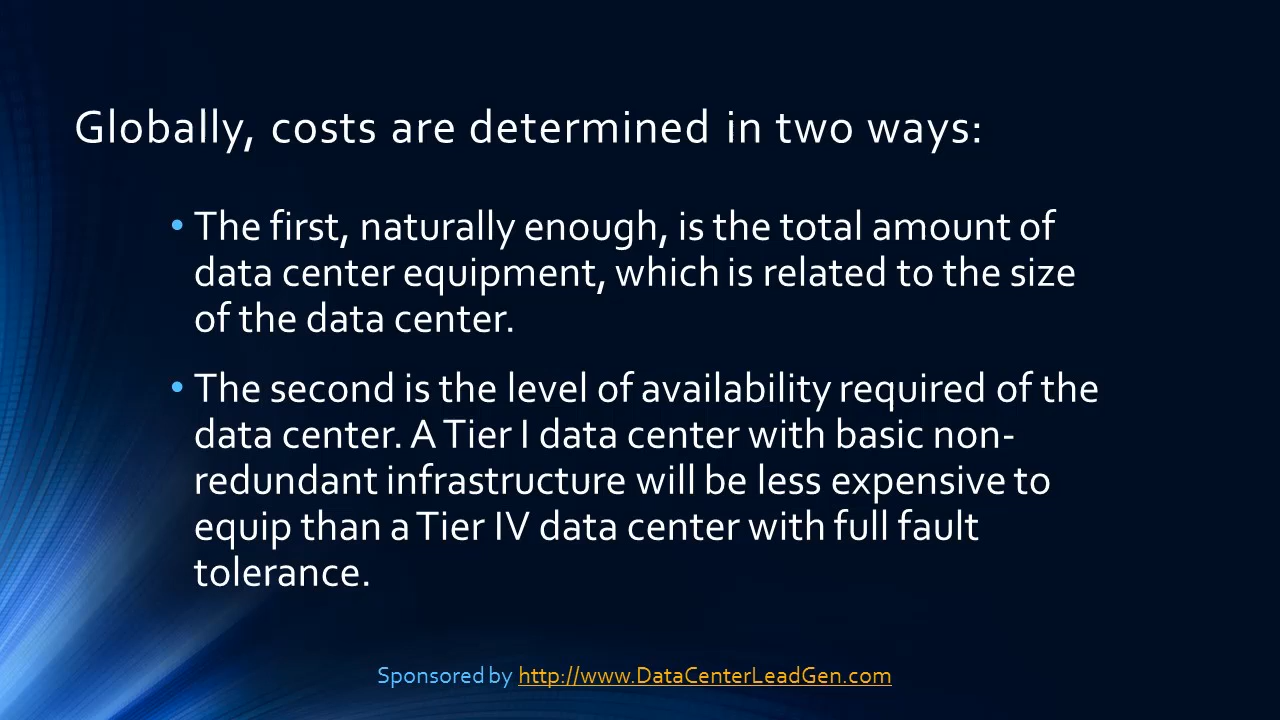 Globally, costs are determined in two ways:
• The first, naturally enough, is the total amount of
data center equipment, which is related to the size
of the data center.
• The second is the level of availability required of the
data center. A Tier I data center with basic non-
redundant infrastructure will be less expensive to
equip than a Tier IV data center with full fault
tolerance.
Sponsored by http://www.DataCenterLeadGen.com